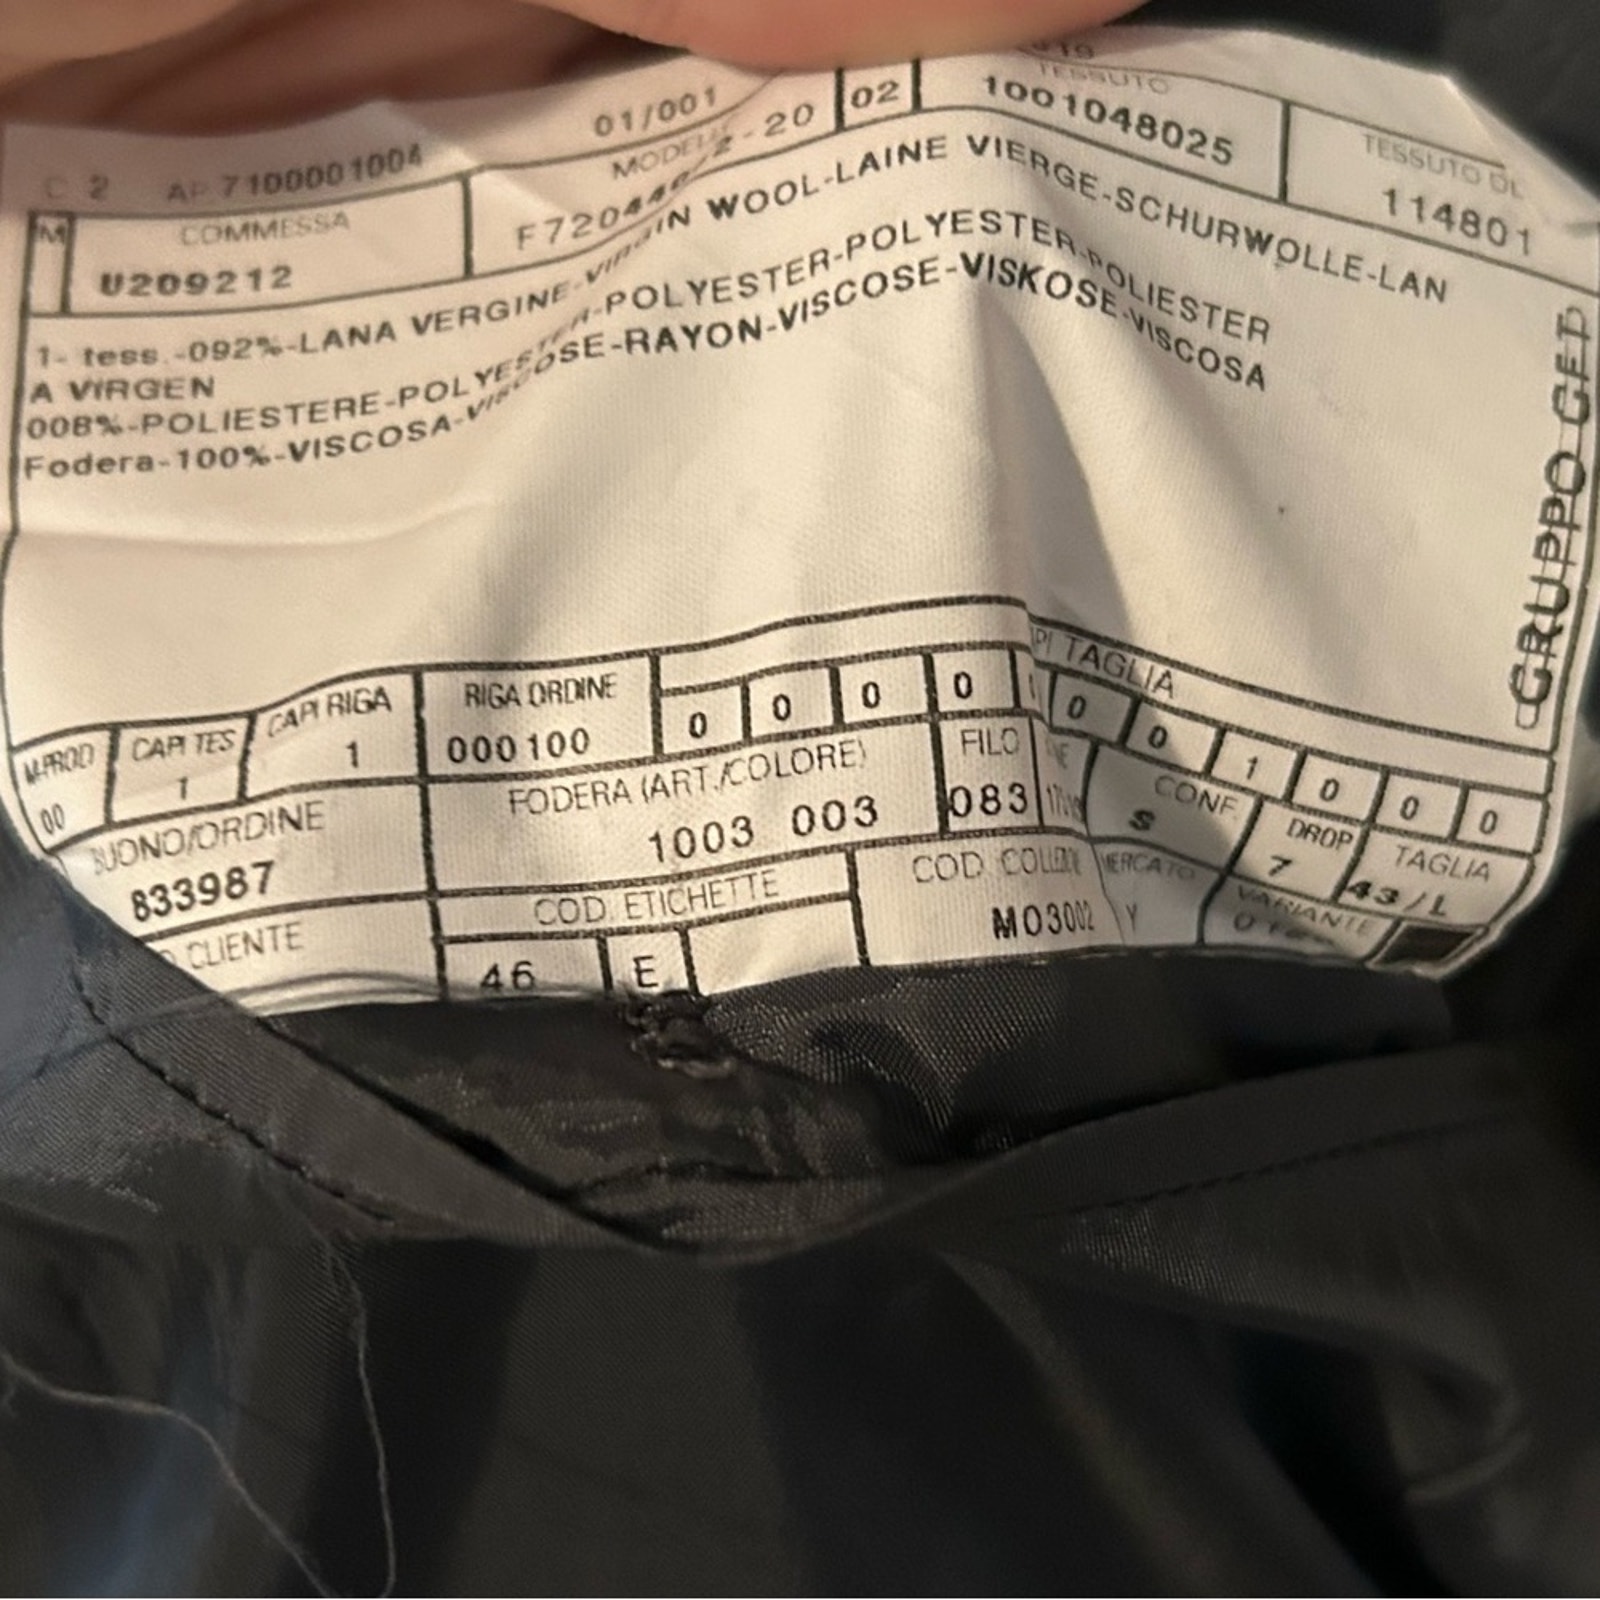 01/001
TESSUTO
C 2 AP 7100001004
MODELLO
02
1001048025
TESSUTO
M COMMESSA
114801
U209212
1- tess.-092%-LANA VERGINE-VIRGIN WOOL-LAINE VIERGE-SCHURWOLLE-LAN
A VIRGEN
008%-POLIESTERE-POLYESTER-POLYESTER-POLYESTER-POLIESTER
Fodera-100%-VISCOSA-VISCOSE-RAYON-VISCOSE-VISKOSE-VISCOSA
GRUPPO GFT
M-PROD CAPI TES CAPI RIGA RIGA ORDINE
TAGLIA
00 1 1 000100
0 0 0 0 0 0 1 0 0 0
BUONO/ORDINE FODERA (ART./COLORE) FILO CONF. DROP TAGLIA
833987 1003 003 083 S 7 43/L
CLIENTE COD. ETICHETTE COD. MERCATO VARIANTE
46 E Y